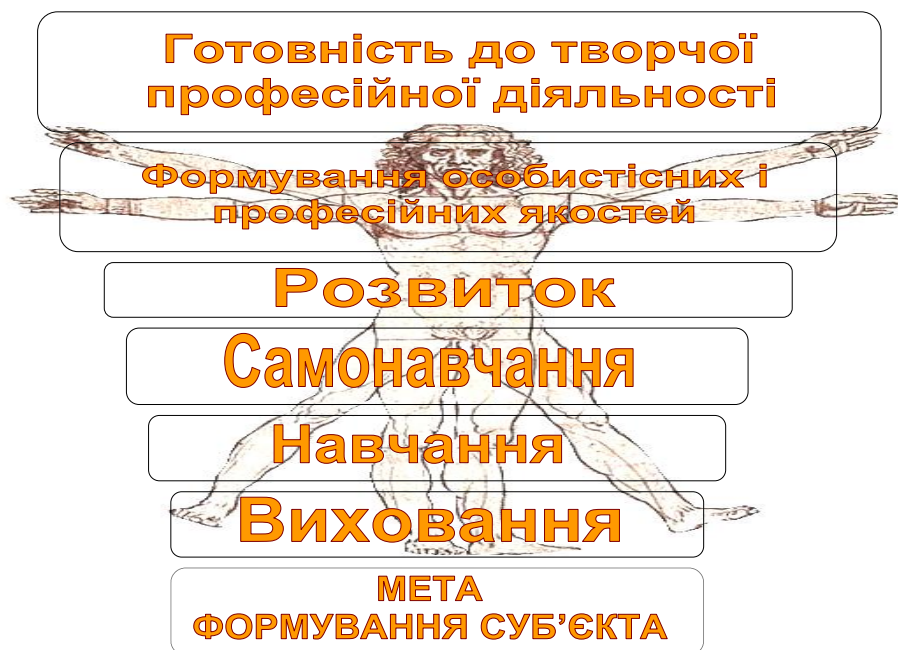 Готовність до творчої
професійної діяльності
Формування особистісних і
професійних якостей
Розвиток
Самонавчання
Навчання
Виховання
МЕТА
ФОРМУВАННЯ СУБ’ЄКТА